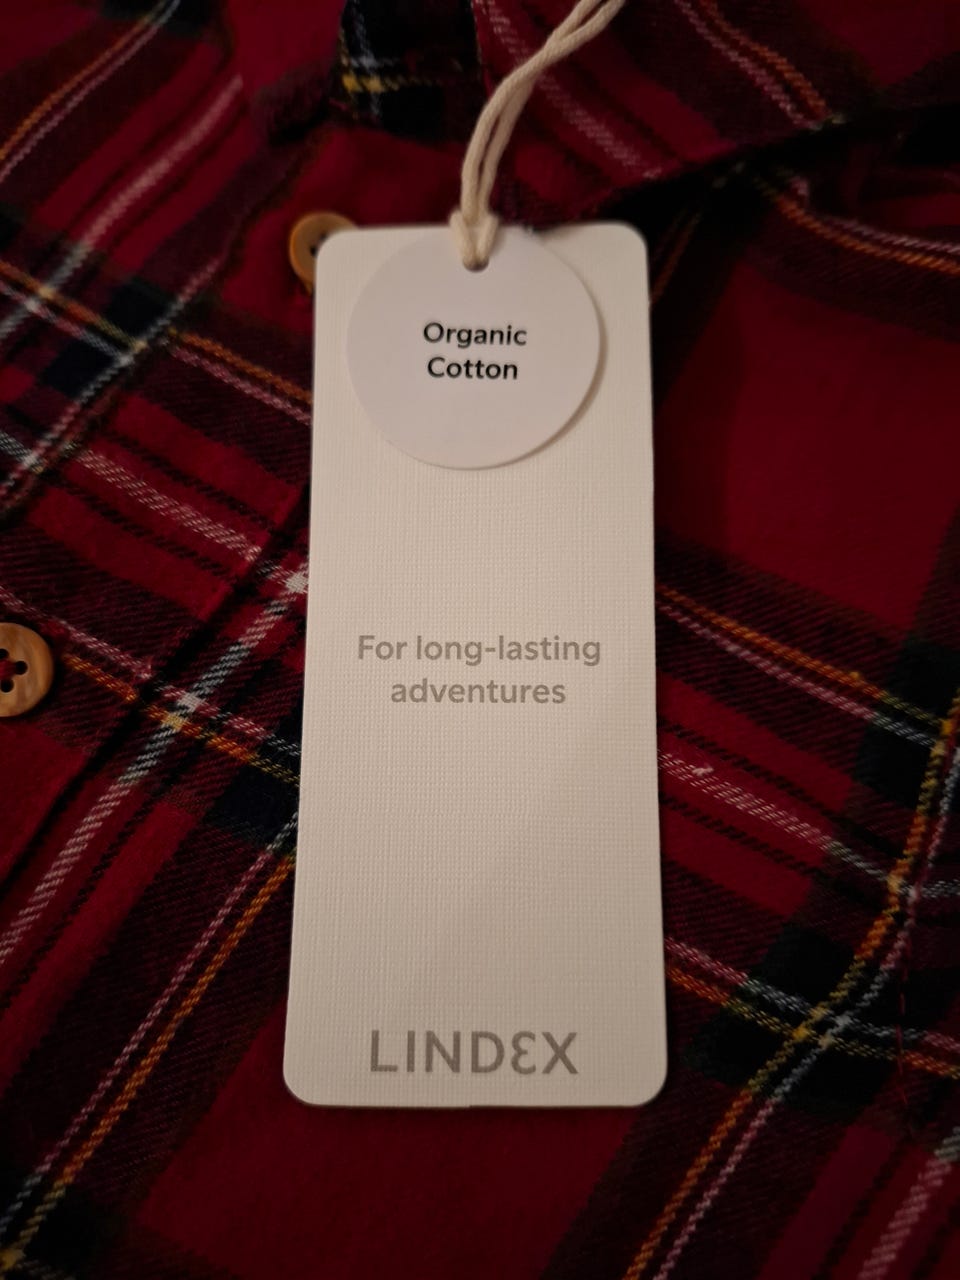 Organic
Cotton
For long-lasting
adventures
LINDEX